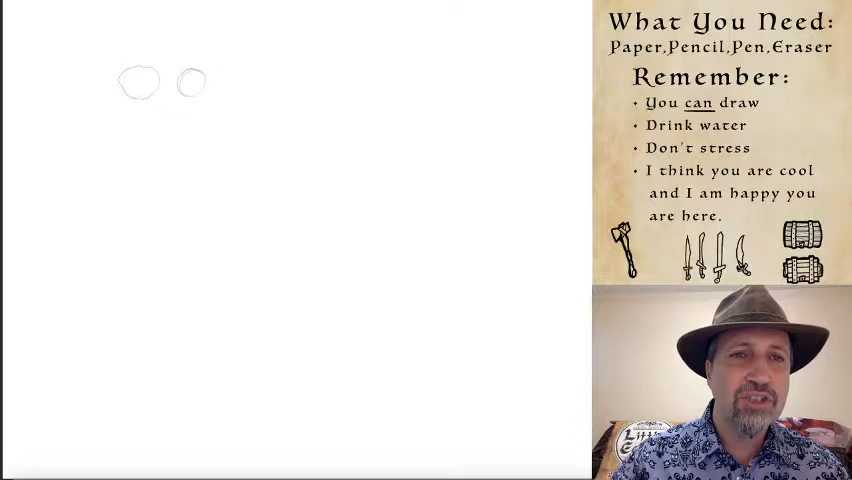 What You Need:
Paper,Pencil,Pen,Eraser
Remember:
• You can draw
• Drink water
• Don't stress
• I think you are cool
and I am happy you
are here.